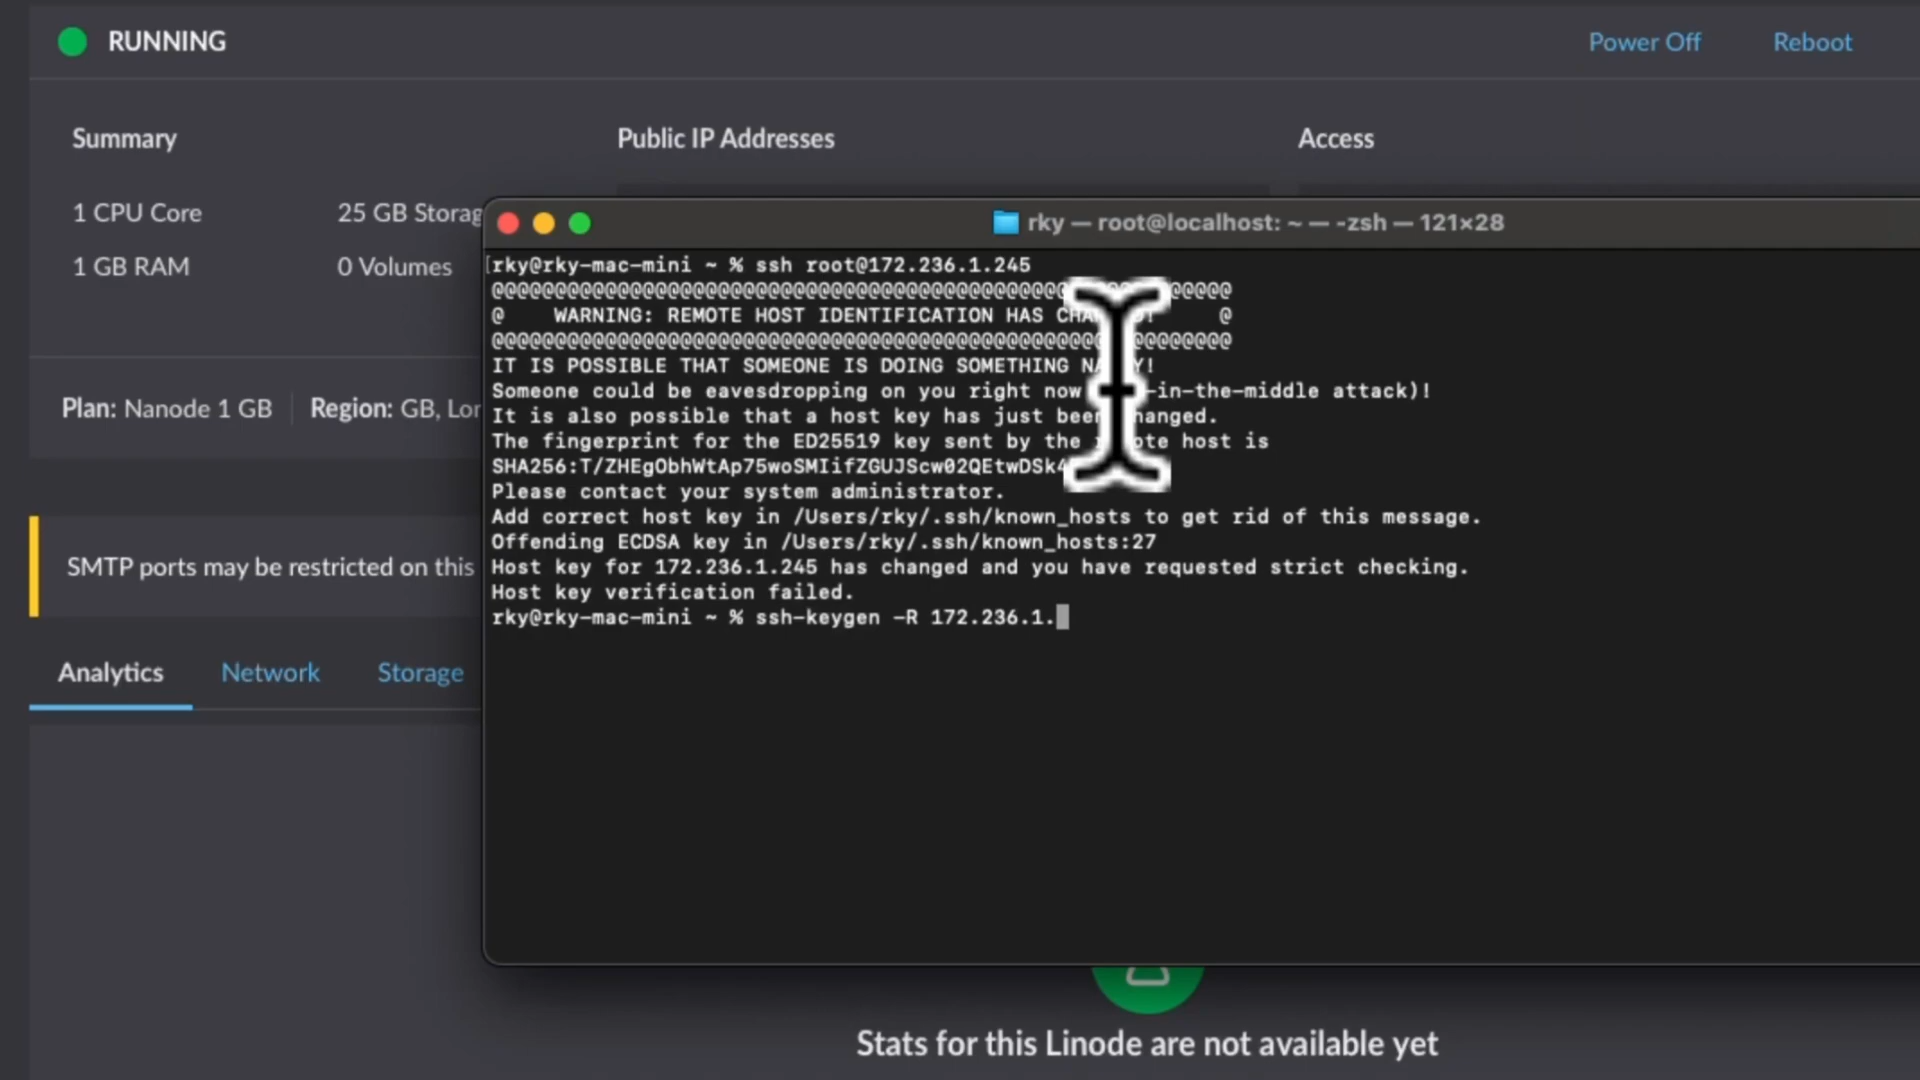 RUNNING
Power Off
Reboot
Summary
Public IP Addresses
Access
1 CPU Core
25 GB Storag
1 GB RAM
0 Volumes
Plan: Nanode 1 GB
Region: GB, Lor
SMTP ports may be restricted on this
Analytics
Network
Storage
rky — root@localhost: ~ — -zsh — 121×28
[rky@rky-mac-mini ~ % ssh root@172.236.1.245
@ WARNING: REMOTE HOST IDENTIFICATION HAS @
IT IS POSSIBLE THAT SOMEONE IS DOING SOMETHING
Someone could be eavesdropping on you right now -in-the-middle attack)!
It is also possible that a host key has just been changed.
The fingerprint for the ED25519 key sent by the host is
Please contact your system administrator.
Add correct host key in /Users/rky/.ssh/known_hosts to get rid of this message.
Offending ECDSA key in /Users/rky/.ssh/known_hosts:27
Host key for 172.236.1.245 has changed and you have requested strict checking.
Host key verification failed.
rky@rky-mac-mini ~ % ssh-keygen -R 172.236.1.
Stats for this Linode are not available yet